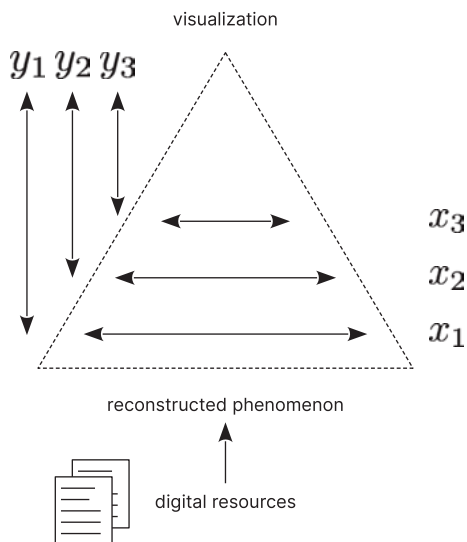 visualization
y₁ y₂ y₃
x₃
x₂
x₁
reconstructed phenomenon
digital resources